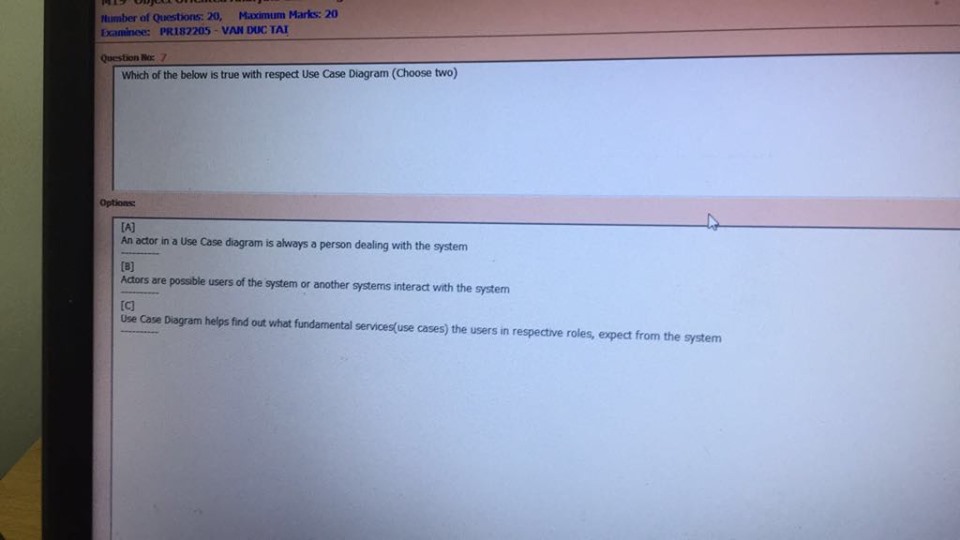 Number of Questions: 20, Maximum Marks: 20
Examinee: PR182205 - VAN DUC TAI
Question No: 7
Which of the below is true with respect Use Case Diagram (Choose two)
Options:
[A]
An actor in a Use Case diagram is always a person dealing with the system
------------
[B]
Actors are possible users of the system or another systems interact with the system
------------
[C]
Use Case Diagram helps find out what fundamental services(use cases) the users in respective roles, expect from the system
------------